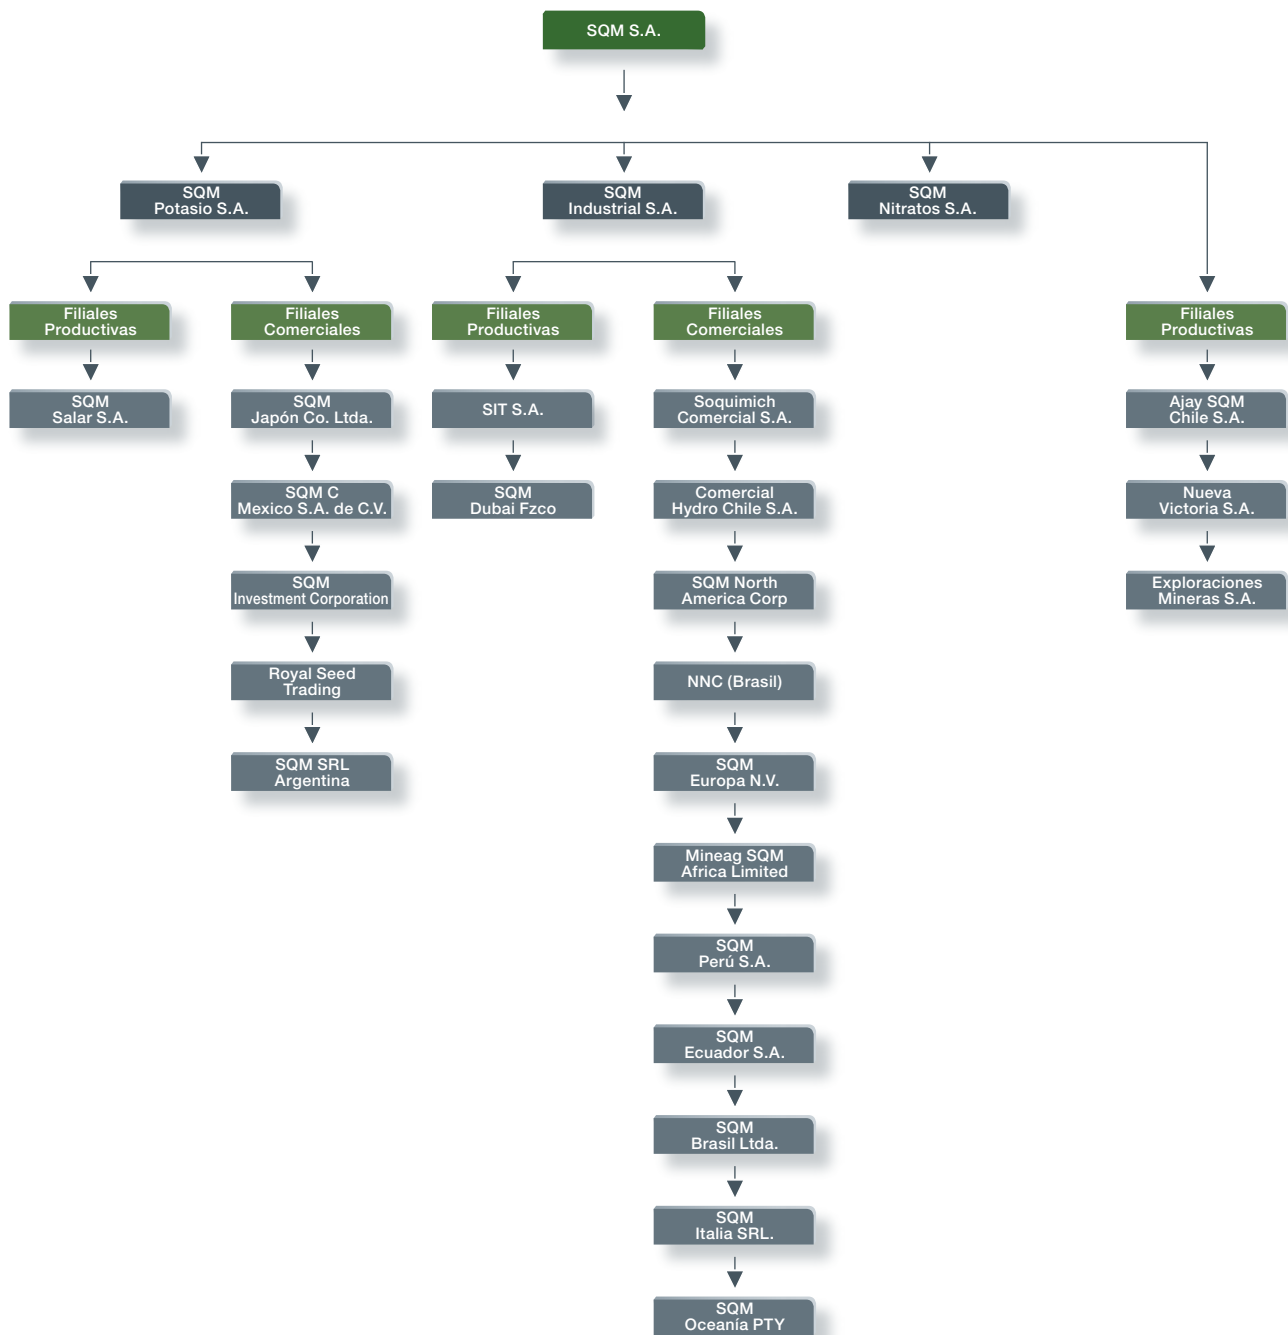 SQM S.A.
SQM
Potasio S.A.
SQM
Industrial S.A.
SQM
Nitratos S.A.
Filiales
Productivas
Filiales
Comerciales
Filiales
Productivas
Filiales
Comerciales
Filiales
Productivas
SQM
Salar S.A.
SQM
Japón Co. Ltda.
SIT S.A.
Soquimich
Comercial S.A.
Ajay SQM
Chile S.A.
SQM C
Mexico S.A. de C.V.
SQM
Dubai Fzco
Comercial
Hydro Chile S.A.
Nueva
Victoria S.A.
SQM
Investment Corporation
SQM North
America Corp
Exploraciones
Mineras S.A.
Royal Seed
Trading
NNC (Brasil)
SQM SRL
Argentina
SQM
Europa N.V.
Mineag SQM
Africa Limited
SQM
Perú S.A.
SQM
Ecuador S.A.
SQM
Brasil Ltda.
SQM
Italia SRL.
SQM
Oceanía PTY